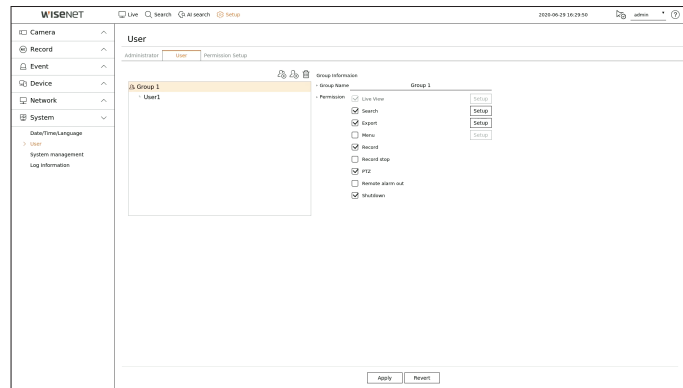 WISENET
Live Search AI search Setup
2020-06-29 16:29:50
admin
?
Camera
Record
Event
Device
Network
System
Date/Time/Language
User
System management
Log information
User
Administrator User Permission Setup
Group 1
User1
Group Informaion
Group Name Group 1
Permission Live View Setup
Search Setup
Export Setup
Menu Setup
Record
Record stop
PTZ
Remote alarm out
Shutdown
Apply Revert